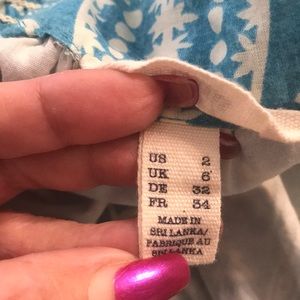 US 2
UK 6
DE 32
FR 34
MADE IN
SRI LANKA/
FABRIQUE AU
SRI LANKA